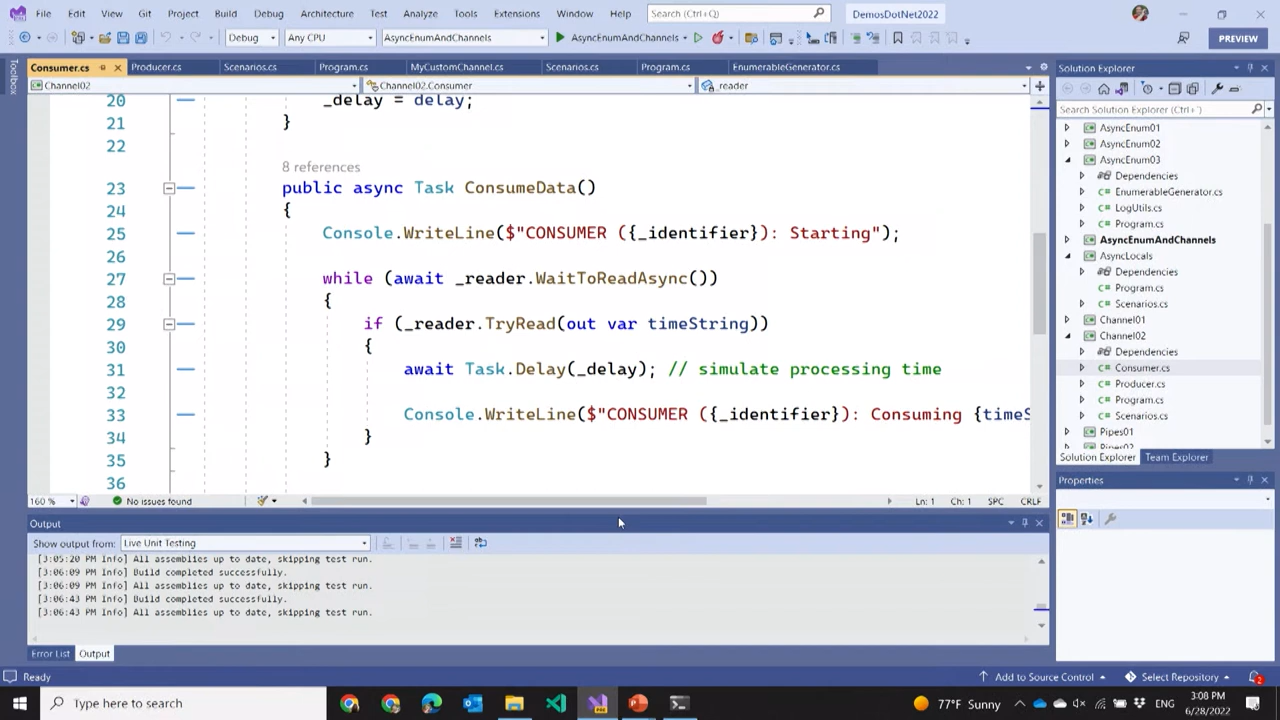 File Edit View Git Project Build Debug Architecture Test Analyze Tools Extensions Window Help Search (Ctrl+Q) DemosDotNet2022
Debug Any CPU AsyncEnumAndChannels AsyncEnumAndChannels PREVIEW
Toolbox
Consumer.cs Producer.cs Scenarios.cs Program.cs MyCustomChannel.cs Scenarios.cs Program.cs EnumerableGenerator.cs
Channel02 Channel02.Consumer _reader
20 _delay = delay;
21 }
22
8 references
23 public async Task ConsumeData()
24 {
25 Console.WriteLine($"CONSUMER ({_identifier}): Starting");
26
27 while (await _reader.WaitToReadAsync())
28 {
29 if (_reader.TryRead(out var timeString))
30 {
31 await Task.Delay(_delay); // simulate processing time
32
33 Console.WriteLine($"CONSUMER ({_identifier}): Consuming {timeS
34 }
35 }
36
160 % No issues found Ln: 1 Ch: 1 SPC CRLF
Output
Show output from: Live Unit Testing
[3:05:20 PM Info] All assemblies up to date, skipping test run.
[3:06:09 PM Info] Build completed successfully.
[3:06:09 PM Info] All assemblies up to date, skipping test run.
[3:06:43 PM Info] Build completed successfully.
[3:06:43 PM Info] All assemblies up to date, skipping test run.
Error List Output
Solution Explorer
Search Solution Explorer (Ctrl+`)
AsyncEnum01
AsyncEnum02
AsyncEnum03
Dependencies
C# EnumerableGenerator.cs
C# LogUtils.cs
C# Program.cs
AsyncEnumAndChannels
AsyncLocals
Dependencies
C# Program.cs
C# Scenarios.cs
Channel01
Channel02
Dependencies
C# Consumer.cs
C# Producer.cs
C# Program.cs
C# Scenarios.cs
Pipes01
Pipes02
Solution Explorer Team Explorer
Properties
Ready Add to Source Control Select Repository 2
Type here to search 77°F Sunny ENG 3:08 PM
6/28/2022